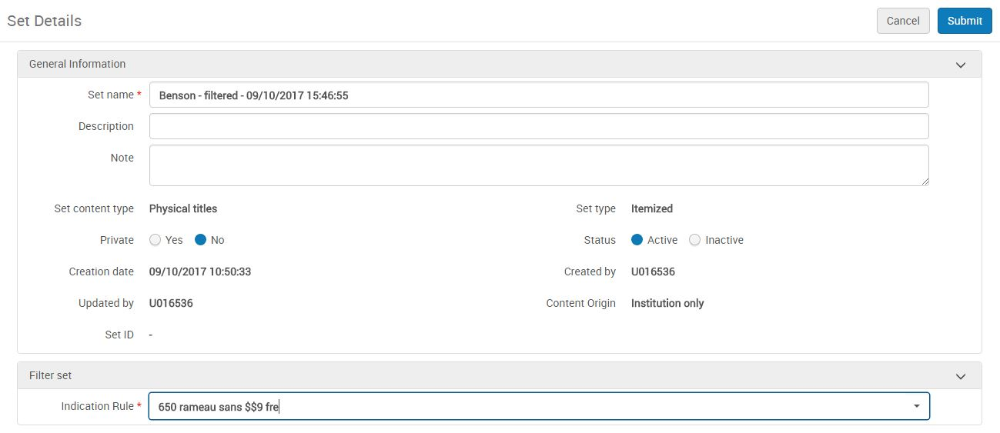 Set Details
Cancel
Submit
General Information
Set name * Benson - filtered - 09/10/2017 15:46:55
Description
Note
Set content type Physical titles Set type Itemized
Private Yes No Status Active Inactive
Creation date 09/10/2017 10:50:33 Created by U016536
Updated by U016536 Content Origin Institution only
Set ID -
Filter set
Indication Rule * 650 rameau sans $$9 fre